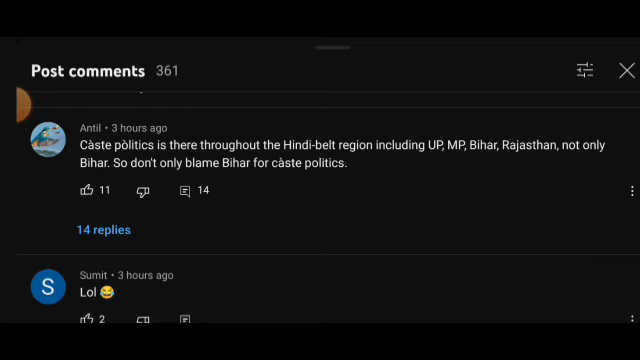 Post comments 361
Antil • 3 hours ago
Càste pòlitics is there throughout the Hindi-belt region including UP, MP, Bihar, Rajasthan, not only
Bihar. So don't only blame Bihar for càste politics.
11 14
14 replies
S Sumit • 3 hours ago
Lol 😂
2